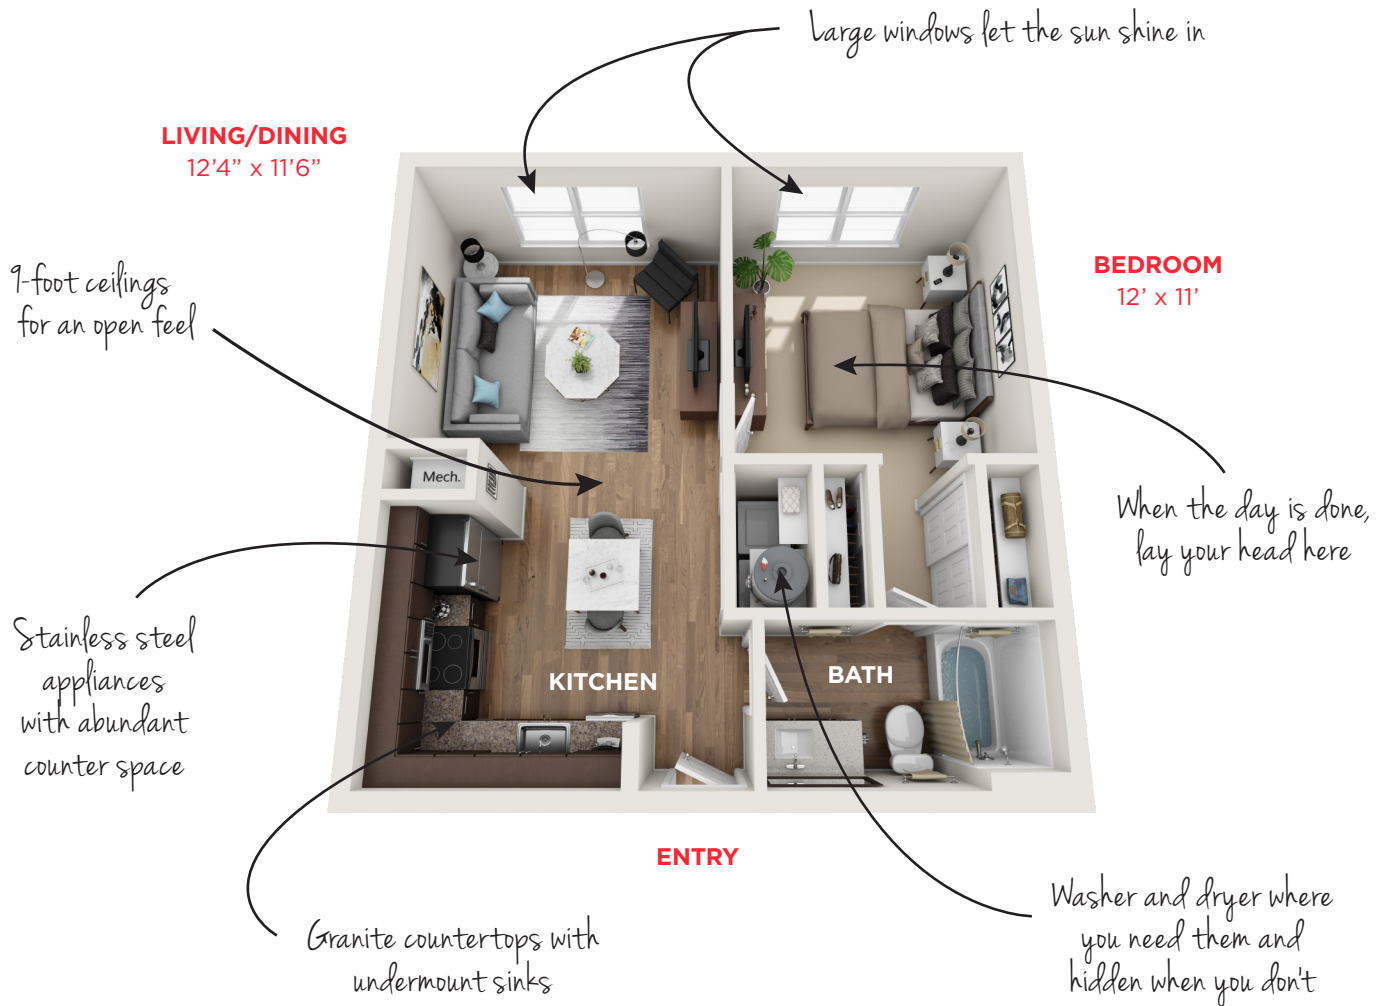 Large windows let the sun shine in
LIVING/DINING
12'4" x 11'6"
9-foot ceilings
for an open feel
BEDROOM
12' x 11'
Mech.
When the day is done,
lay your head here
Stainless steel
appliances
with abundant
counter space
KITCHEN
BATH
ENTRY
Granite countertops with
undermount sinks
Washer and dryer where
you need them and
hidden when you don't